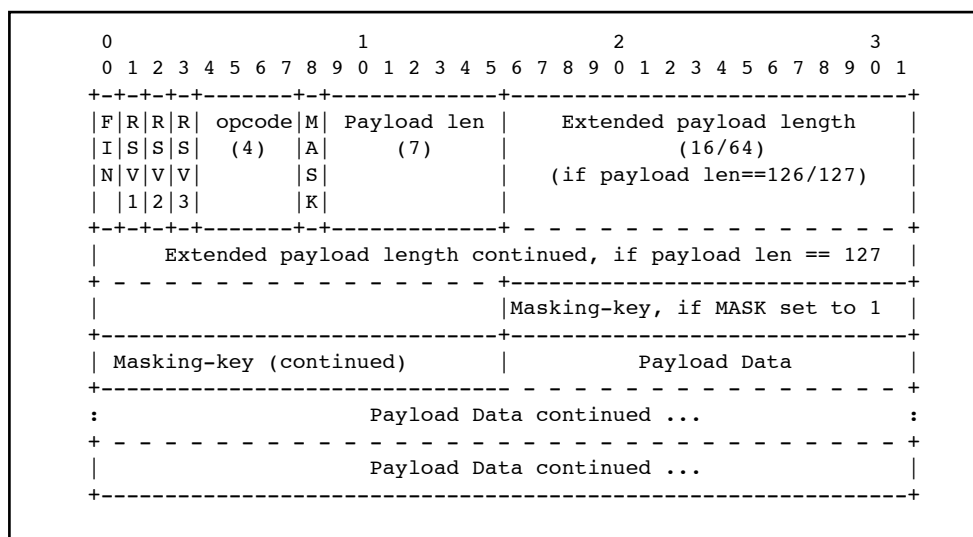 0                   1                   2                   3
 0 1 2 3 4 5 6 7 8 9 0 1 2 3 4 5 6 7 8 9 0 1 2 3 4 5 6 7 8 9 0 1
+-+-+-+-+-------+-+-------------+-------------------------------+
|F|R|R|R| opcode|M| Payload len |    Extended payload length    |
|I|S|S|S|  (4)  |A|     (7)     |             (16/64)           |
|N|V|V|V|       |S|             |   (if payload len==126/127)   |
| |1|2|3|       |K|             |                               |
+-+-+-+-+-------+-+-------------+ - - - - - - - - - - - - - - - +
|     Extended payload length continued, if payload len == 127  |
+ - - - - - - - - - - - - - - - +-------------------------------+
|                               |Masking-key, if MASK set to 1  |
+-------------------------------+-------------------------------+
| Masking-key (continued)       |          Payload Data         |
+-------------------------------- - - - - - - - - - - - - - - - +
:                     Payload Data continued ...                :
+ - - - - - - - - - - - - - - - - - - - - - - - - - - - - - - - +
|                     Payload Data continued ...                |
+---------------------------------------------------------------+